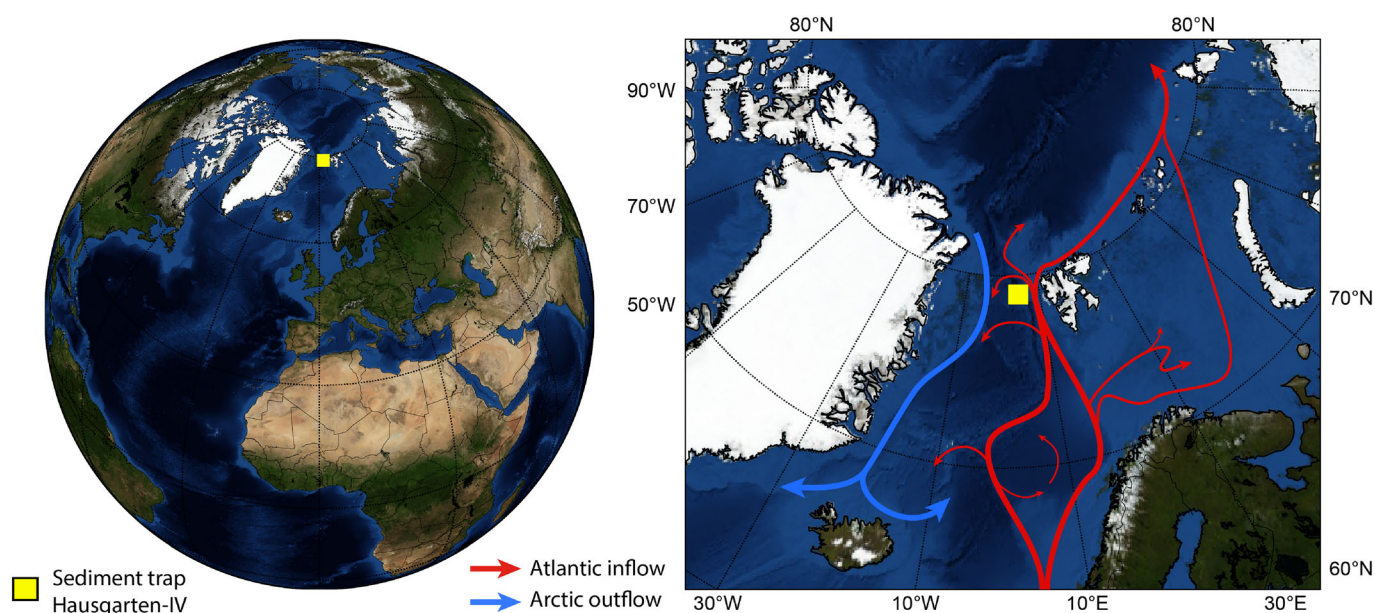 80°N
80°N
90°W
70°W
50°W
70°N
60°N
30°W
10°W
10°E
30°E
Sediment trap
Hausgarten-IV
Atlantic inflow
Arctic outflow